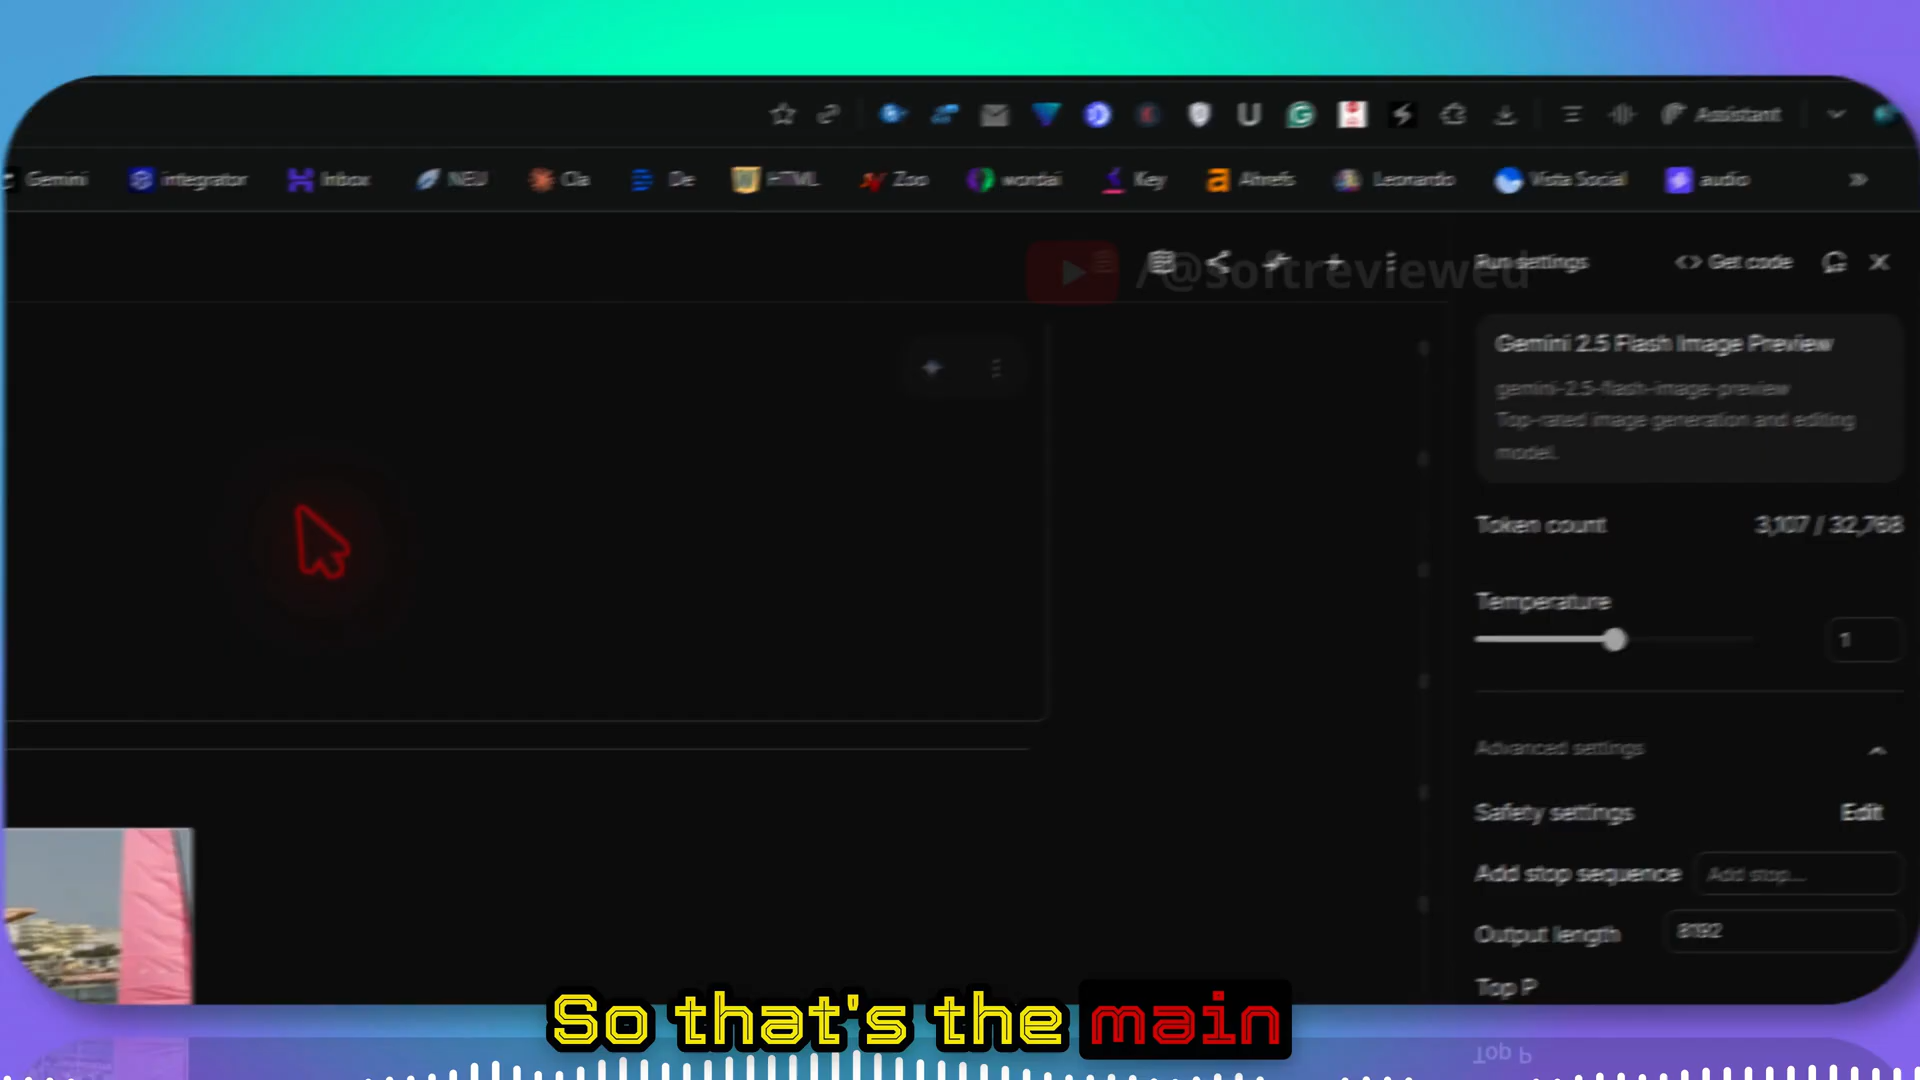 Assistant
Gemini integrator Inbox NEU Cla De HTML Zoo wordai Key Ahrefs Leonardo Vista Social audio »
/@softreviewed
Run settings <> Get code
Gemini 2.5 Flash Image Preview
gemini-2.5-flash-image-preview
Top-rated image generation and editing
model.
Token count 3,107 / 32,768
Temperature 1
Advanced settings
Safety settings Edit
Add stop sequence Add stop...
Output length 8192
Top P
So that's the main